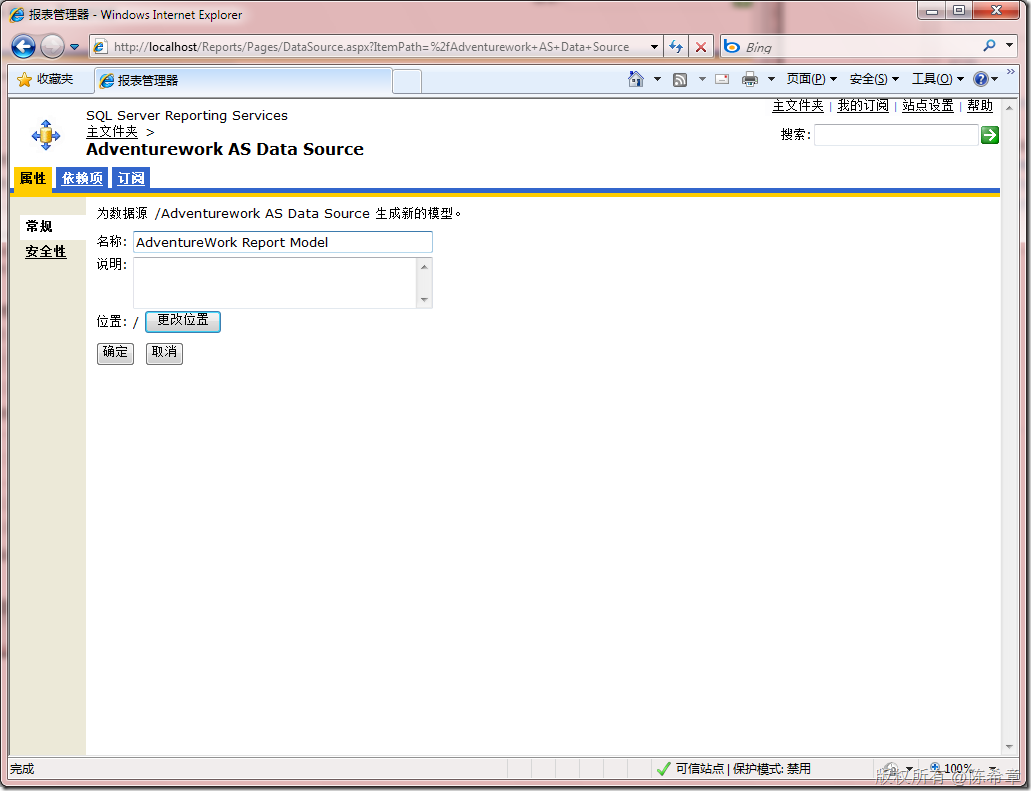 报表管理器 - Windows Internet Explorer
http://localhost/Reports/Pages/DataSource.aspx?ItemPath=%2fAdventurework+AS+Data+Source
Bing
收藏夹
报表管理器
页面(P)
安全(S)
工具(O)
»
主文件夹 | 我的订阅 | 站点设置 | 帮助
SQL Server Reporting Services
主文件夹 >
搜索:
Adventurework AS Data Source
属性 依赖项 订阅
常规
安全性
为数据源 /Adventurework AS Data Source 生成新的模型。
名称: AdventureWork Report Model
说明:
位置: / 更改位置
确定 取消
完成
可信站点 | 保护模式: 禁用
100%
版权所有 @陈希章